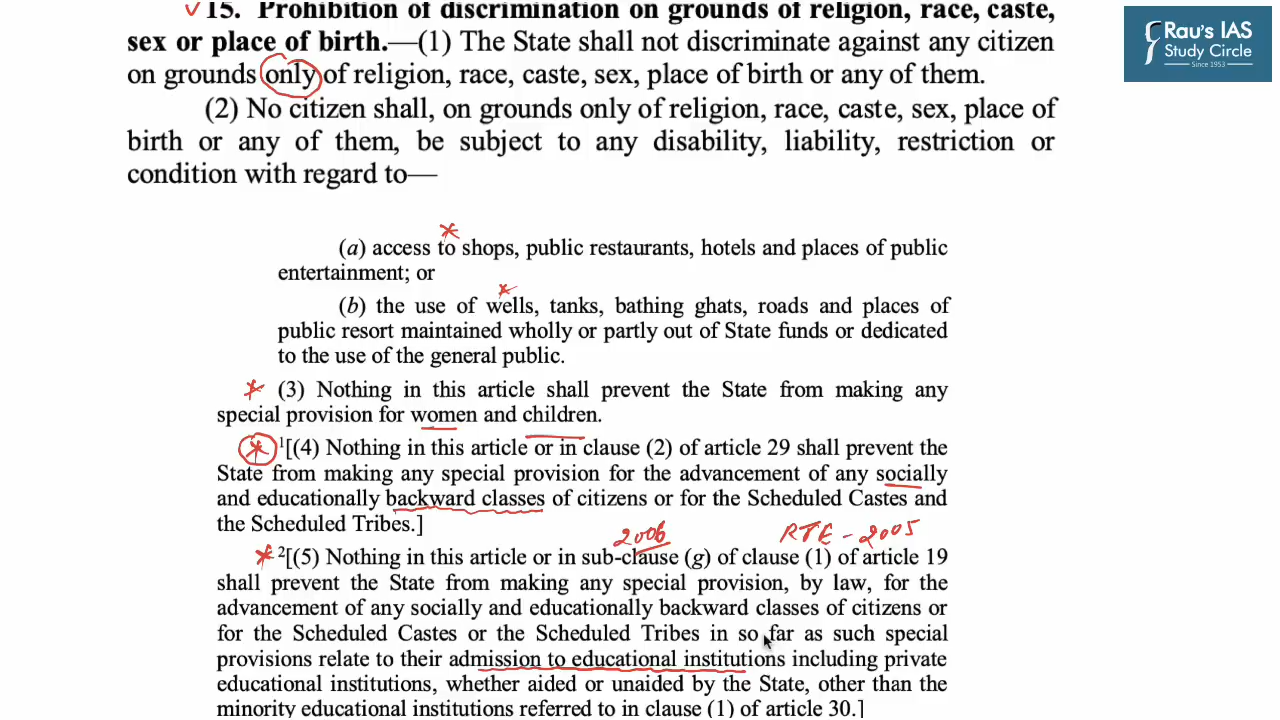 15. Prohibition of discrimination on grounds of religion, race, caste,
sex or place of birth.—(1) The State shall not discriminate against any citizen
on grounds only of religion, race, caste, sex, place of birth or any of them.
(2) No citizen shall, on grounds only of religion, race, caste, sex, place of
birth or any of them, be subject to any disability, liability, restriction or
condition with regard to—
(a) access to shops, public restaurants, hotels and places of public
entertainment; or
(b) the use of wells, tanks, bathing ghats, roads and places of
public resort maintained wholly or partly out of State funds or dedicated
to the use of the general public.
(3) Nothing in this article shall prevent the State from making any
special provision for women and children.
1[(4) Nothing in this article or in clause (2) of article 29 shall prevent the
State from making any special provision for the advancement of any socially
and educationally backward classes of citizens or for the Scheduled Castes and
the Scheduled Tribes.]
2006 RTE - 2005
2[(5) Nothing in this article or in sub-clause (g) of clause (1) of article 19
shall prevent the State from making any special provision, by law, for the
advancement of any socially and educationally backward classes of citizens or
for the Scheduled Castes or the Scheduled Tribes in so far as such special
provisions relate to their admission to educational institutions including private
educational institutions, whether aided or unaided by the State, other than the
minority educational institutions referred to in clause (1) of article 30.]
Rau's IAS
Study Circle
Since 1953